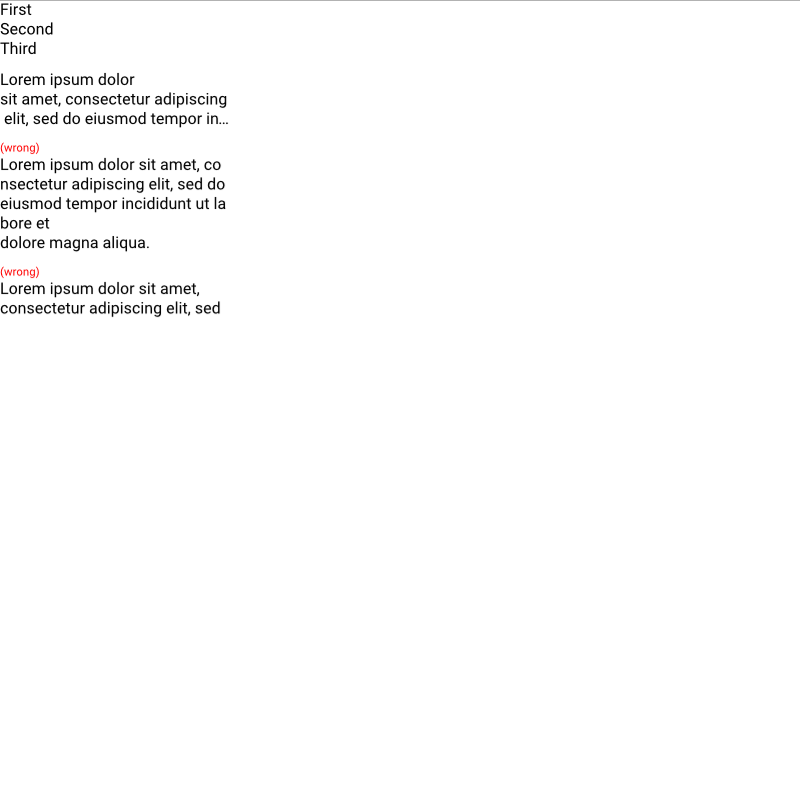 First
Second
Third
Lorem ipsum dolor
sit amet, consectetur adipiscing
elit, sed do eiusmod tempor in…
(wrong)
Lorem ipsum dolor sit amet, co
nsectetur adipiscing elit, sed do
eiusmod tempor incididunt ut la
bore et
dolore magna aliqua.
(wrong)
Lorem ipsum dolor sit amet,
consectetur adipiscing elit, sed